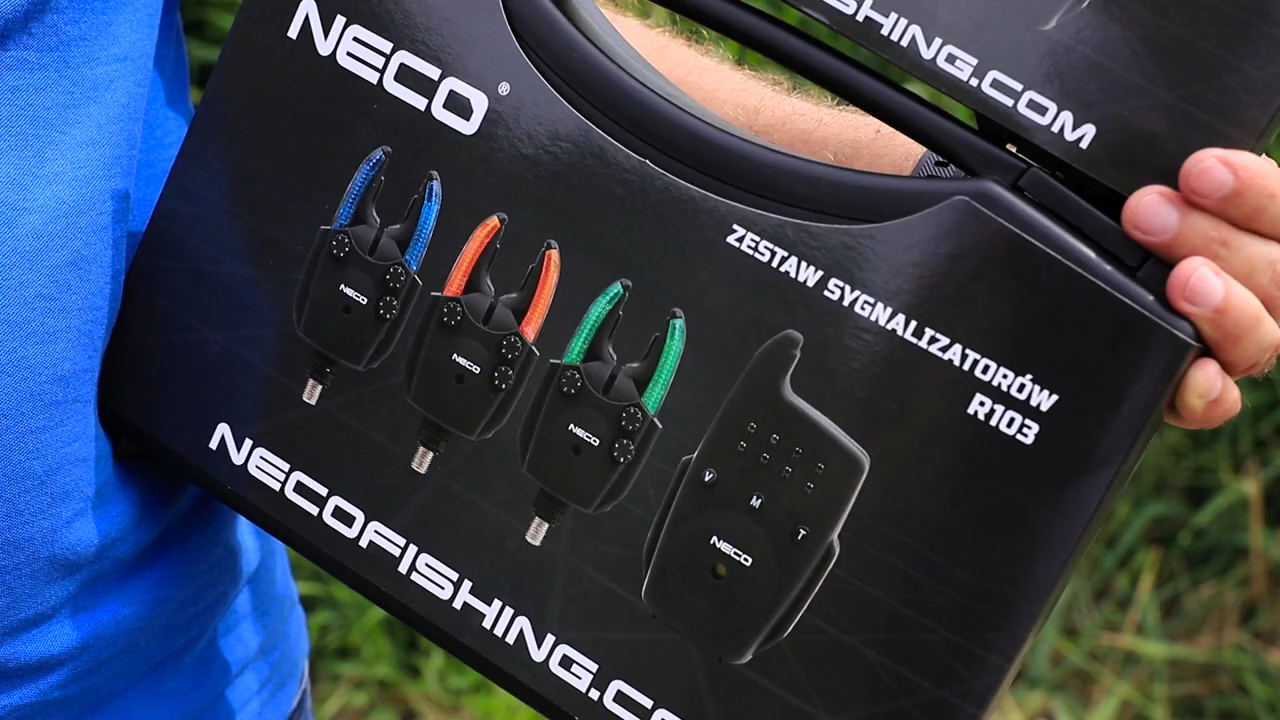 NECO®
SHING.COM
ZESTAW SYGNALIZATORÓW
R103
NECO
NECO
NECO
V
M
T
NECO
NECOFISHING.CO